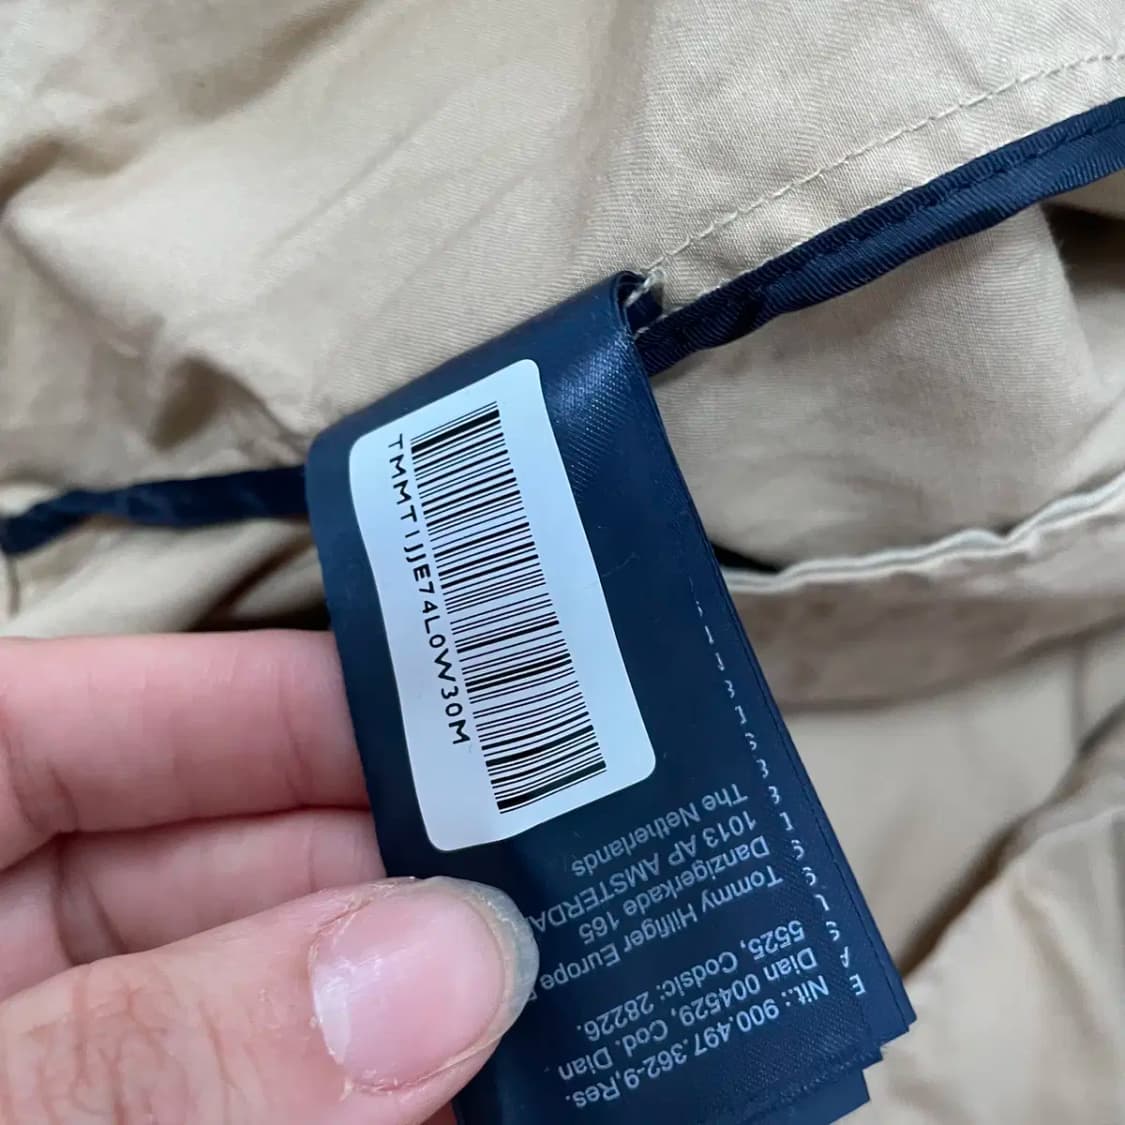 TMMT1JJE74L0W30M
Nit.: 900.497.362-9,Res.
Dian 004529, Cod. Dian
5525, Codsic: 28226.
Tommy Hilfiger Europe
Danzigerkade 165
1013 AP AMSTERDA
The Netherlands